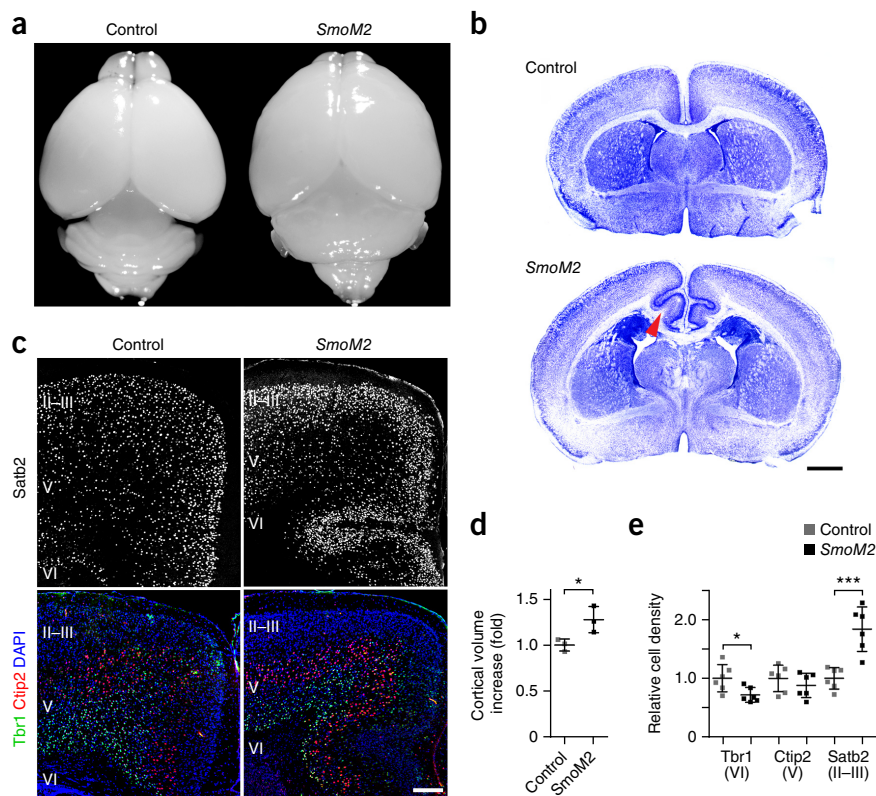 a
Control
SmoM2
b
Control
SmoM2
c
Control
SmoM2
Satb2
II–III
V
VI
II–III
V
VI
Tbr1 Ctip2 DAPI
II–III
V
VI
II–III
V
VI
d
Cortical volume
increase (fold)
1.5
1.0
0.5
0
*
Control
SmoM2
e
Control
SmoM2
Relative cell density
2.0
1.0
0
*
***
Tbr1
(VI)
Ctip2
(V)
Satb2
(II–III)